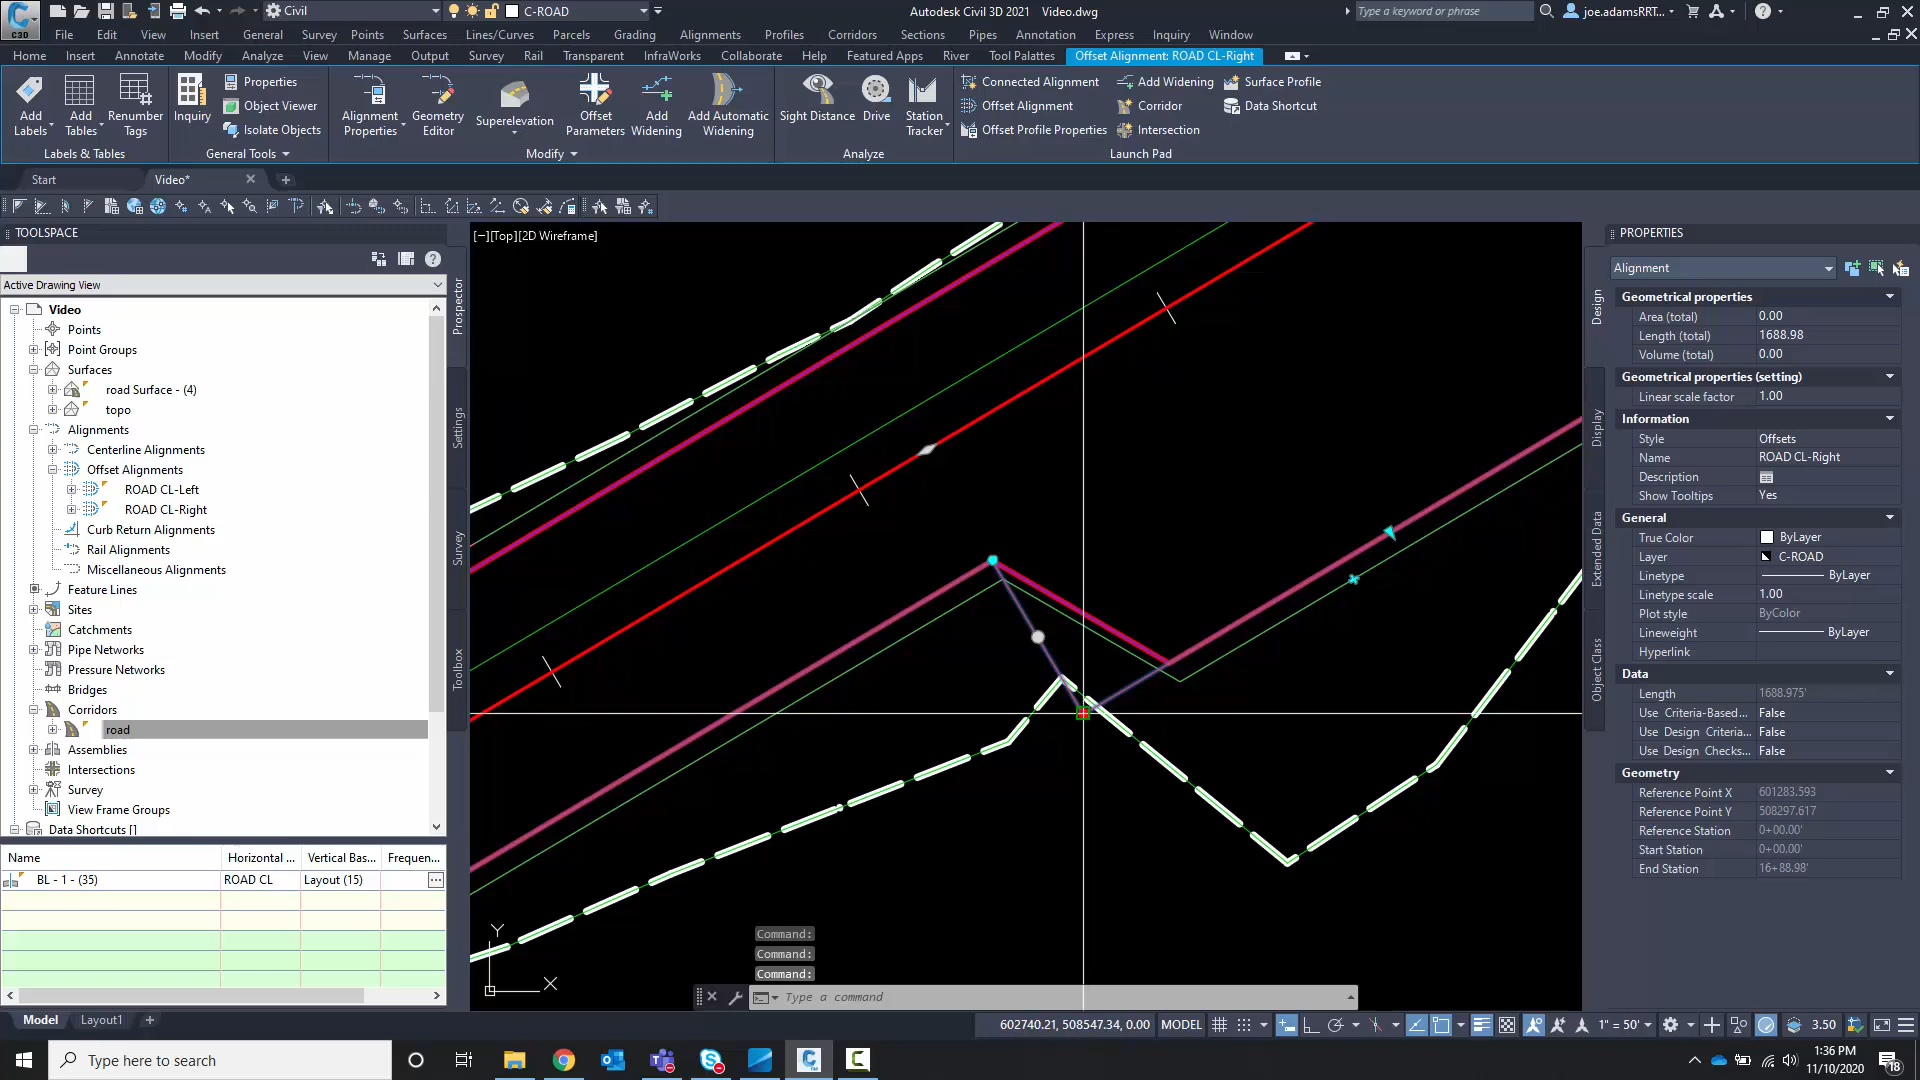 C3D
Civil
C-ROAD
Autodesk Civil 3D 2021 Video.dwg
Type a keyword or phrase
joe.adamsRRT...
File Edit View Insert General Survey Points Surfaces Lines/Curves Parcels Grading Alignments Profiles Corridors Sections Pipes Annotation Express Inquiry Window
Home Insert Annotate Modify Analyze View Manage Output Survey Rail Transparent InfraWorks Collaborate Help Featured Apps River Tool Palettes Offset Alignment: ROAD CL-Right
Add Labels
Add Tables
Renumber Tags
Labels & Tables
Inquiry
Properties
Object Viewer
Isolate Objects
General Tools
Alignment Properties
Geometry Editor
Superelevation
Offset Parameters
Add Widening
Add Automatic Widening
Modify
Sight Distance
Drive
Station Tracker
Analyze
Connected Alignment
Offset Alignment
Offset Profile Properties
Add Widening
Corridor
Intersection
Surface Profile
Data Shortcut
Launch Pad
Start
Video*
TOOLSPACE
Active Drawing View
Video
Points
Point Groups
Surfaces
road Surface - (4)
topo
Alignments
Centerline Alignments
Offset Alignments
ROAD CL-Left
ROAD CL-Right
Curb Return Alignments
Rail Alignments
Miscellaneous Alignments
Feature Lines
Sites
Catchments
Pipe Networks
Pressure Networks
Bridges
Corridors
road
Assemblies
Intersections
Survey
View Frame Groups
Data Shortcuts []
Prospector
Settings
Survey
Toolbox
Name Horizontal ... Vertical Bas... Frequen...
BL - 1 - (35) ROAD CL Layout (15) ...
[−][Top][2D Wireframe]
Y
X
Command:
Command:
Command:
Type a command
PROPERTIES
Design
Display
Extended Data
Object Class
Alignment
Geometrical properties
Area (total) 0.00
Length (total) 1688.98
Volume (total) 0.00
Geometrical properties (setting)
Linear scale factor 1.00
Information
Style Offsets
Name ROAD CL-Right
Description
Show Tooltips Yes
General
True Color ByLayer
Layer C-ROAD
Linetype ByLayer
Linetype scale 1.00
Plot style ByColor
Lineweight ByLayer
Hyperlink
Data
Length 1688.975'
Use Criteria-Based... False
Use Design Criteria... False
Use Design Checks... False
Geometry
Reference Point X 601283.593
Reference Point Y 508297.617
Reference Station 0+00.00'
Start Station 0+00.00'
End Station 16+88.98'
Model Layout1
602740.21, 508547.34, 0.00 MODEL
1" = 50'
3.50
Type here to search
1:36 PM
11/10/2020
18